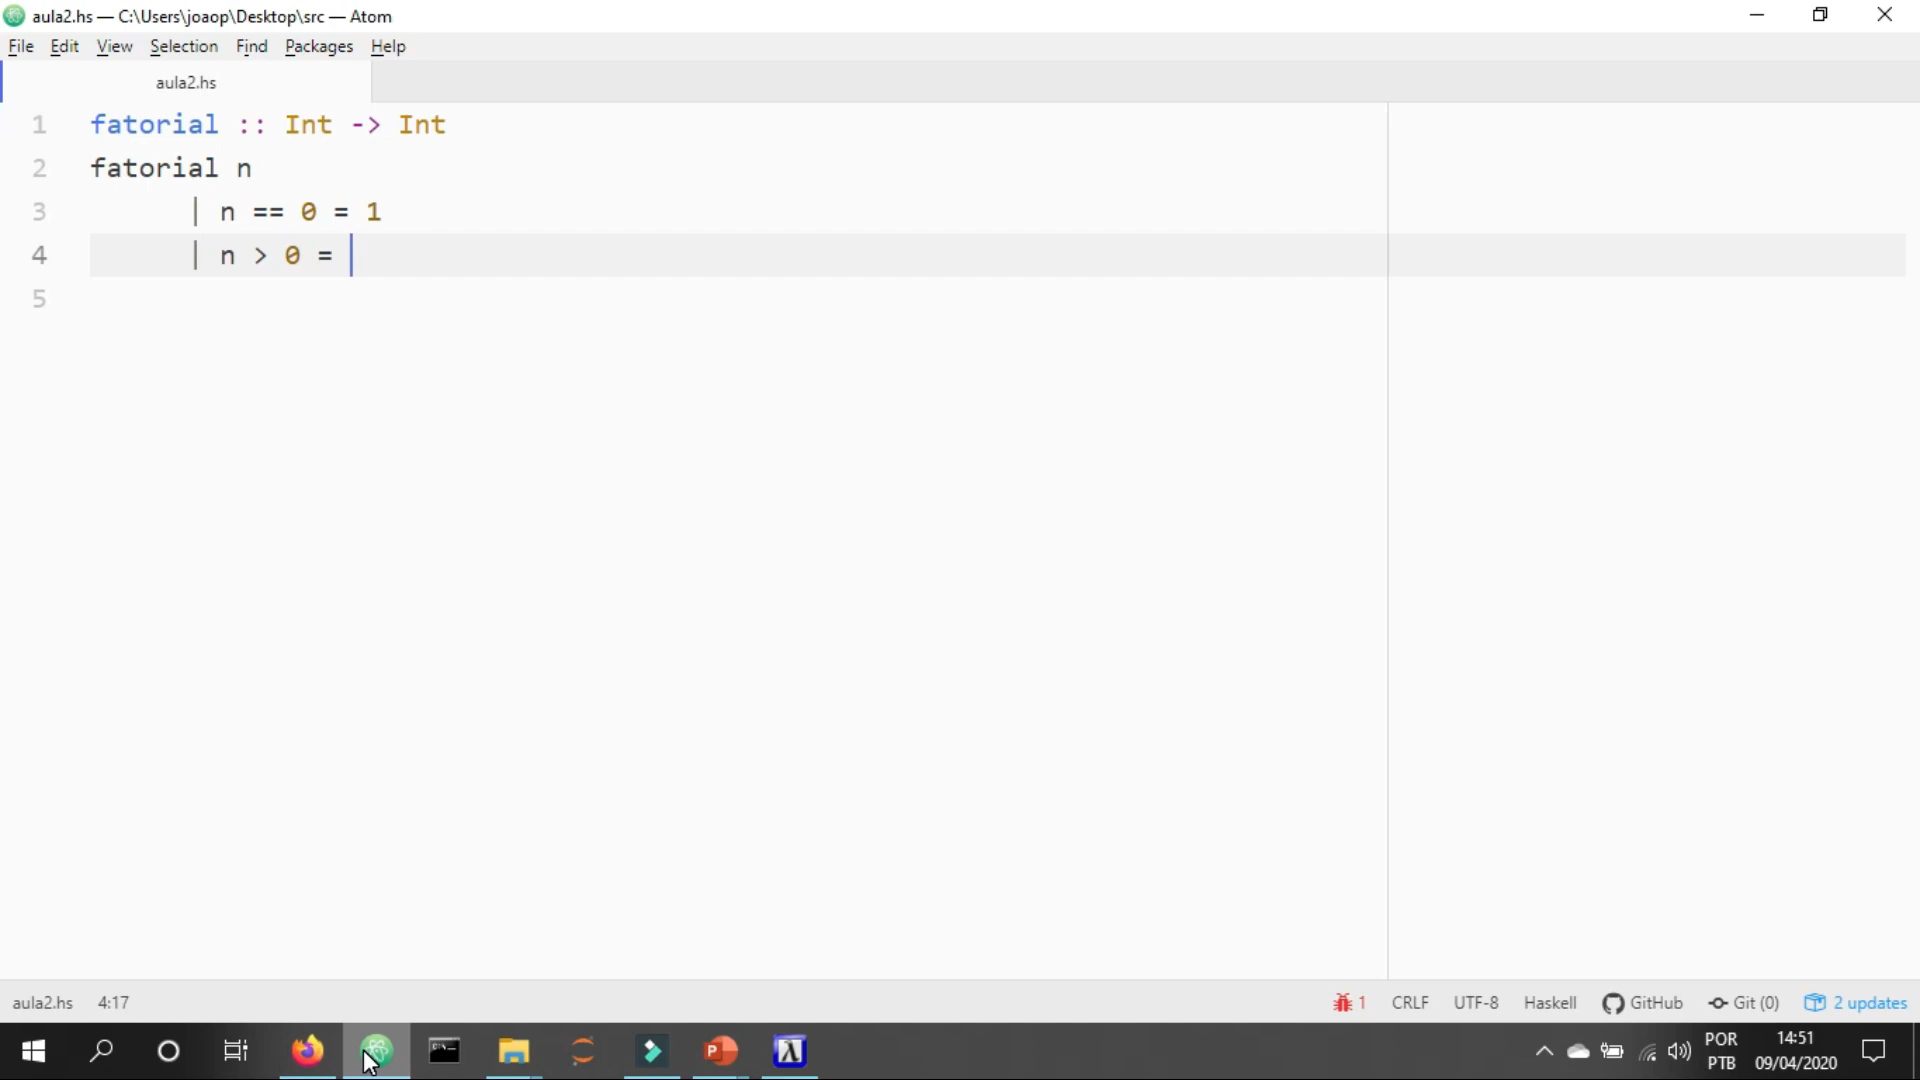 aula2.hs — C:\Users\joaop\Desktop\src — Atom
File Edit View Selection Find Packages Help
aula2.hs
1 fatorial :: Int -> Int
2 fatorial n
3 | n == 0 = 1
4 | n > 0 =
5
aula2.hs 4:17 1 CRLF UTF-8 Haskell GitHub Git (0) 2 updates
POR 14:51
PTB 09/04/2020